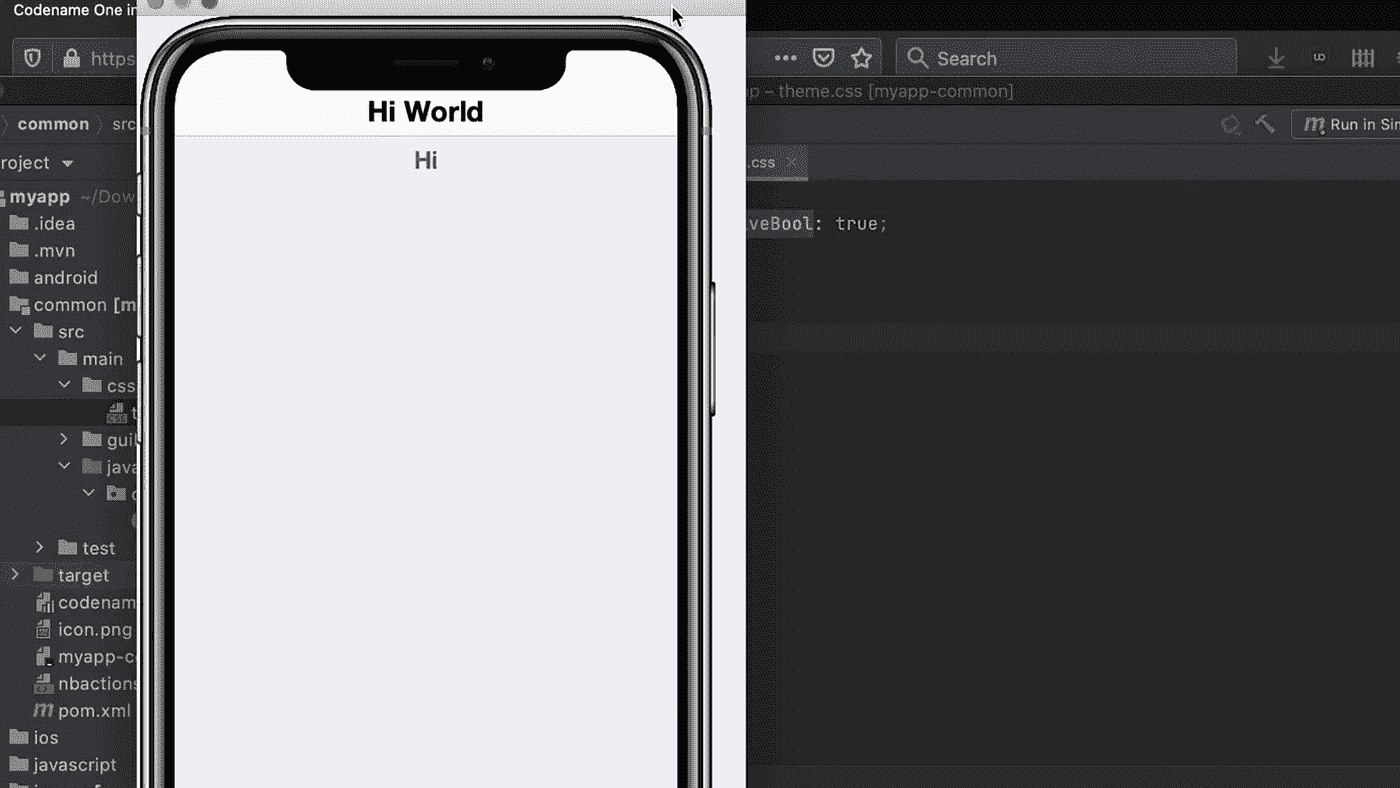 Codename One in
https
Search
– theme.css [myapp-common]
common
src
Run in Sim
roject
.css
myapp ~/Dow
.idea
iveBool: true;
.mvn
android
common [m
src
main
css
guil
java
test
target
codenam
icon.png
myapp-c
nbactions
pom.xml
ios
javascript
Hi World
Hi